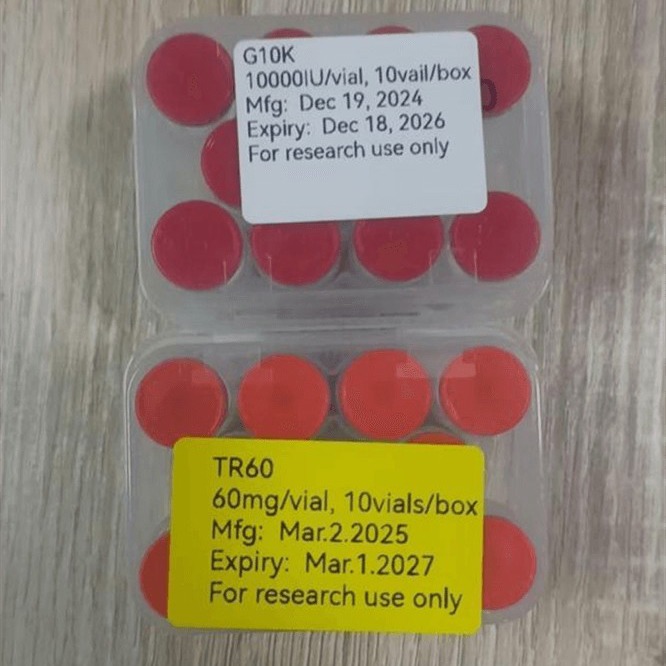 G10K
10000IU/vial, 10vail/box
Mfg: Dec 19, 2024
Expiry: Dec 18, 2026
For research use only
TR60
60mg/vial, 10vials/box
Mfg: Mar.2.2025
Expiry: Mar.1.2027
For research use only